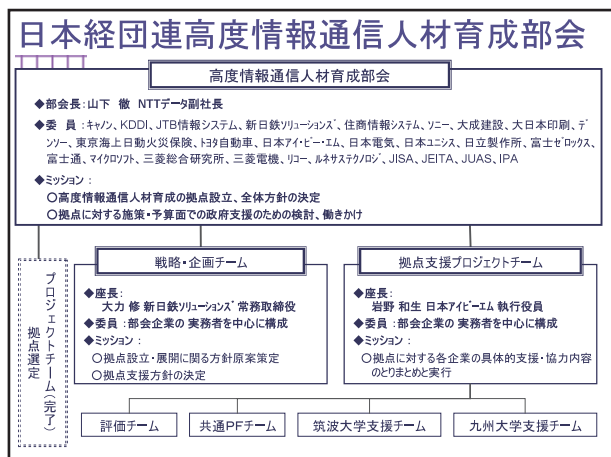 日本経団連高度情報通信人材育成部会
高度情報通信人材育成部会
◆部会長：山下 徹 NTTデータ副社長
◆委 員：ｷｬﾉﾝ、KDDI、JTB情報システム、新日鉄ｿﾘｭｰｼｮﾝｽﾞ、住商情報システム、ソニー、大成建設、大日本印刷、デ
ンソー、東京海上日動火災保険、トヨタ自動車、日本アイ・ビー・エム、日本電気、日本ユニシス、日立製作所、富士ｾﾞﾛｯｸｽ、
富士通、マイクロソフト、三菱総合研究所、三菱電機、リコー、ルネサステクノロジ、JISA、JEITA、JUAS、IPA
◆ミッション：
○高度情報通信人材育成の拠点設立、全体方針の決定
○拠点に対する施策・予算面での政府支援のための検討、働きかけ
拠点選定
プロジェクトチーム（完了）
戦略・企画チーム
◆座長：
大力 修 新日鉄ｿﾘｭｰｼｮﾝｽﾞ 常務取締役
◆委員：部会企業の 実務者を中心に構成
◆ミッション：
○拠点設立・展開に関る方針原案策定
○拠点支援方針の決定
拠点支援プロジェクトチーム
◆座長：
岩野 和生 日本アイビーエム 執行役員
◆委員：部会企業の 実務者を中心に構成
◆ミッション：
○拠点に対する各企業の具体的支援・協力内容
のとりまとめと実行
評価チーム
共通PFチーム
筑波大学支援チーム
九州大学支援チーム